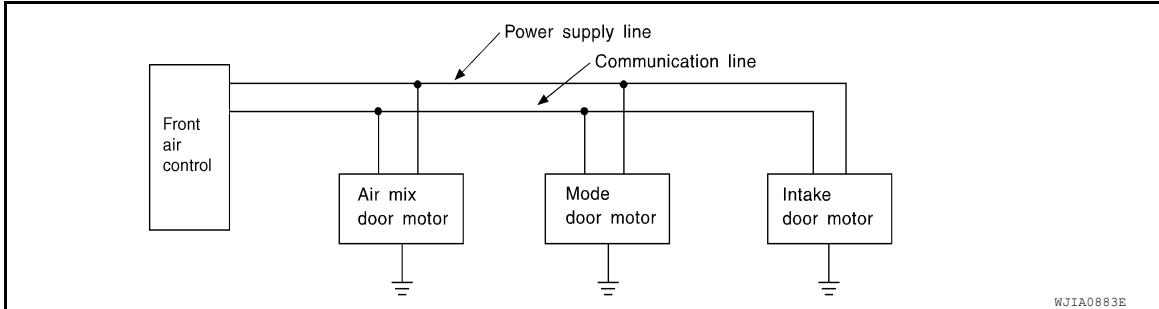 Power supply line
Communication line
Front
air
control
Air mix
door motor
Mode
door motor
Intake
door motor
WJIA0883E